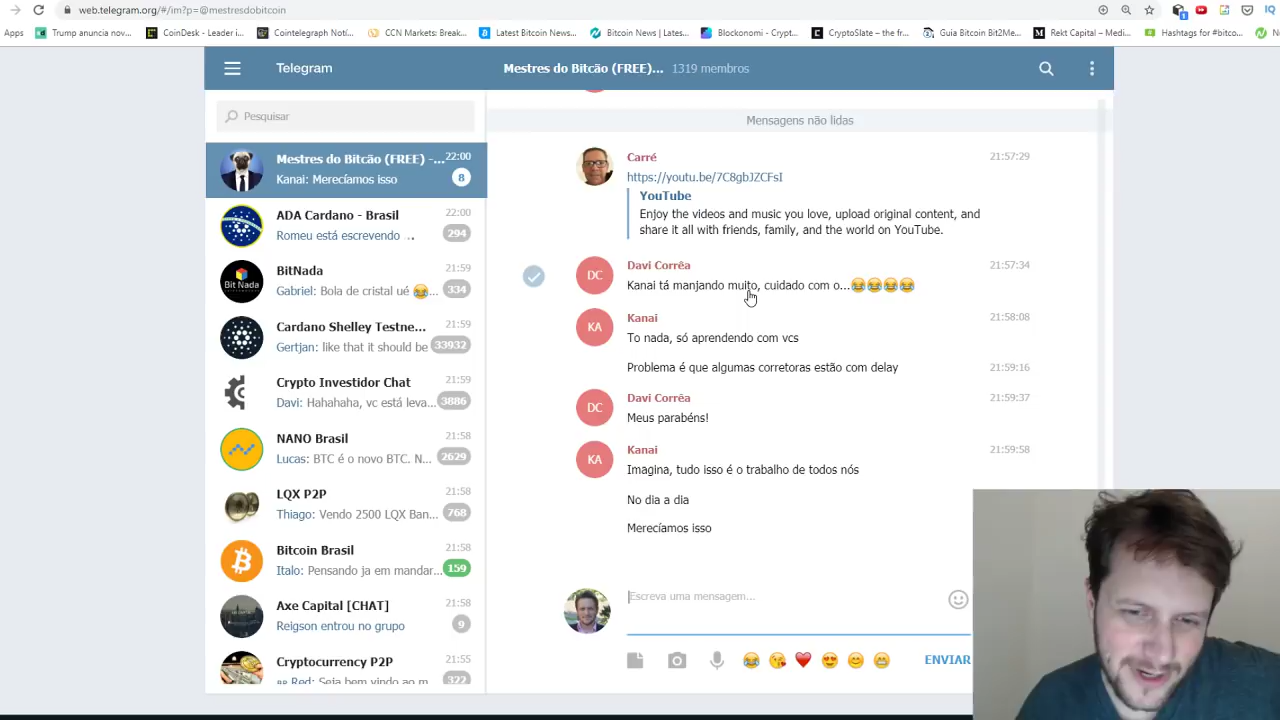 web.telegram.org/#/im?p=@mestresdobitcoin
Apps
Trump anuncia nov...
CoinDesk - Leader i...
Cointelegraph Notí...
CCN Markets: Break...
Latest Bitcoin News...
Bitcoin News | Lates...
Blockonomi - Crypt...
CryptoSlate – the fr...
Guia Bitcoin Bit2Me...
Rekt Capital – Medi...
Hashtags for #bitco...
Telegram
Mestres do Bitcão (FREE)... 1319 membros
Pesquisar
Mestres do Bitcão (FREE) -... 22:00
Kanai: Merecíamos isso 8
ADA Cardano - Brasil 22:00
Romeu está escrevendo .. 294
BitNada 21:59
Gabriel: Bola de cristal ué 😂... 334
Bit Nada
Cardano Shelley Testne... 21:59
Gertjan: like that it should be 33932
Crypto Investidor Chat 21:59
Davi: Hahahaha, vc está leva... 3886
NANO Brasil 21:58
Lucas: BTC é o novo BTC. N... 2629
LQX P2P 21:58
Thiago: Vendo 2500 LQX Ban... 768
Bitcoin Brasil 21:58
Italo: Pensando ja em mandar... 159
Axe Capital [CHAT] 21:58
Reigson entrou no grupo 9
Cryptocurrency P2P 21:55
Red: Seja bem vindo ao m... 322
Mensagens não lidas
Carré 21:57:29
https://youtu.be/7C8gbJZCFsI
YouTube
Enjoy the videos and music you love, upload original content, and
share it all with friends, family, and the world on YouTube.
DC Davi Corrêa 21:57:34
Kanai tá manjando muito, cuidado com o...😂😂😂😂
KA Kanai 21:58:08
To nada, só aprendendo com vcs
Problema é que algumas corretoras estão com delay 21:59:16
DC Davi Corrêa 21:59:37
Meus parabéns!
KA Kanai 21:59:58
Imagina, tudo isso é o trabalho de todos nós
No dia a dia
Merecíamos isso
Escreva uma mensagem...
ENVIAR